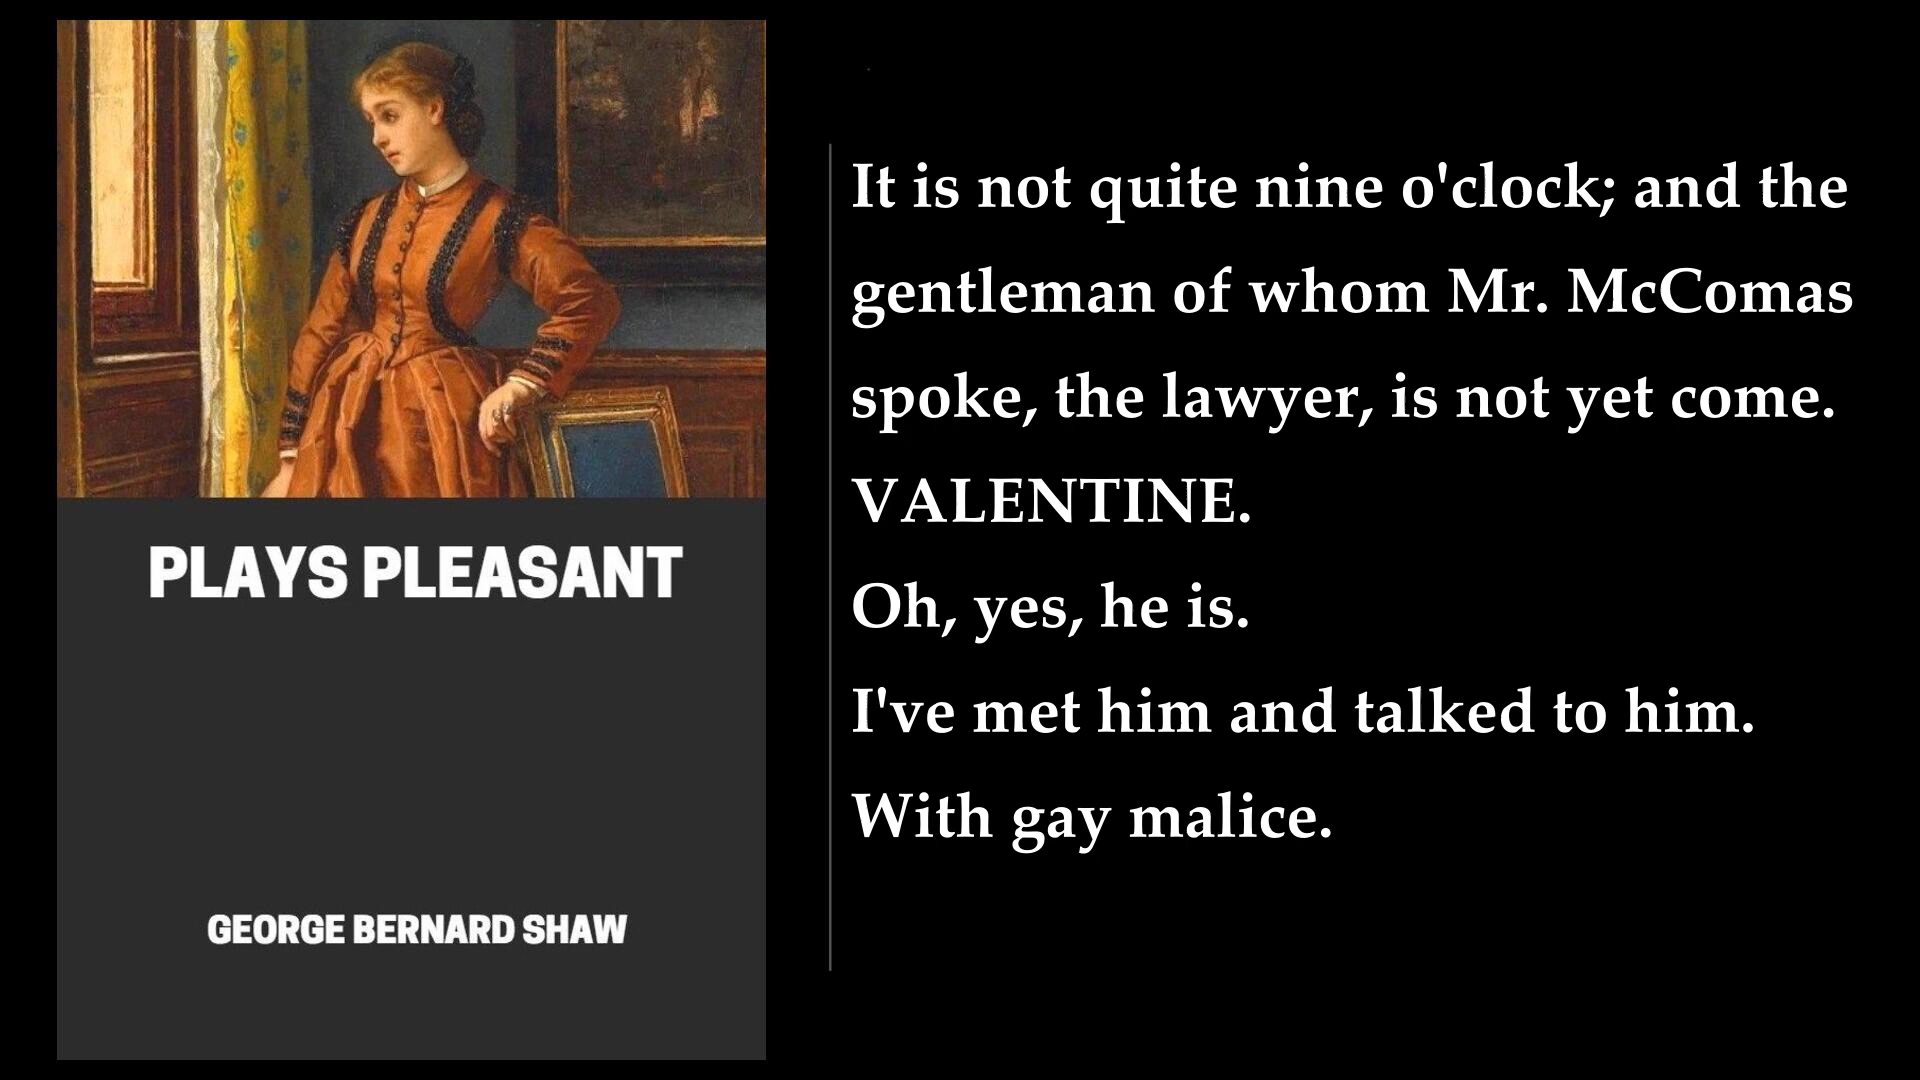 PLAYS PLEASANT
GEORGE BERNARD SHAW
It is not quite nine o'clock; and the
gentleman of whom Mr. McComas
spoke, the lawyer, is not yet come.
VALENTINE.
Oh, yes, he is.
I've met him and talked to him.
With gay malice.